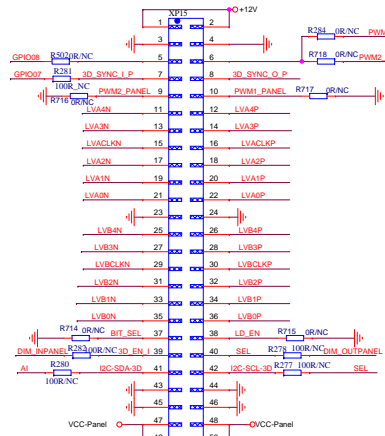 XP15
+12V
1 2
R284 0R/NC PWM
3 4
GPIO08 R502 0R/NC 5 6 R718 0R/NC PWM2
GPIO07 R281 3D_SYNC_I_P 7 8 3D_SYNC_O_P
100R_NC PWM2_PANEL 9 10 PWM1_PANEL R717 0R/NC
R716 0R/NC
LVA4N 11 12 LVA4P
LVA3N 13 14 LVA3P
LVACLKN 15 16 LVACLKP
LVA2N 17 18 LVA2P
LVA1N 19 20 LVA1P
LVA0N 21 22 LVA0P
23 24
LVB4N 25 26 LVB4P
LVB3N 27 28 LVB3P
LVBCLKN 29 30 LVBCLKP
LVB2N 31 32 LVB2P
LVB1N 33 34 LVB1P
LVB0N 35 36 LVB0P
R714 0R/NC BIT_SEL 37 38 LD_EN R715 0R/NC
DIM_INPANEL R282 100R/NC 3D_EN_I 39 40 SEL R278 100R/NC DIM_OUTPANEL
AI R280 100R/NC I2C-SDA-3D 41 42 I2C-SCL-3D R277 100R/NC SEL
43 44
45 46
VCC-Panel 47 48 VCC-Panel